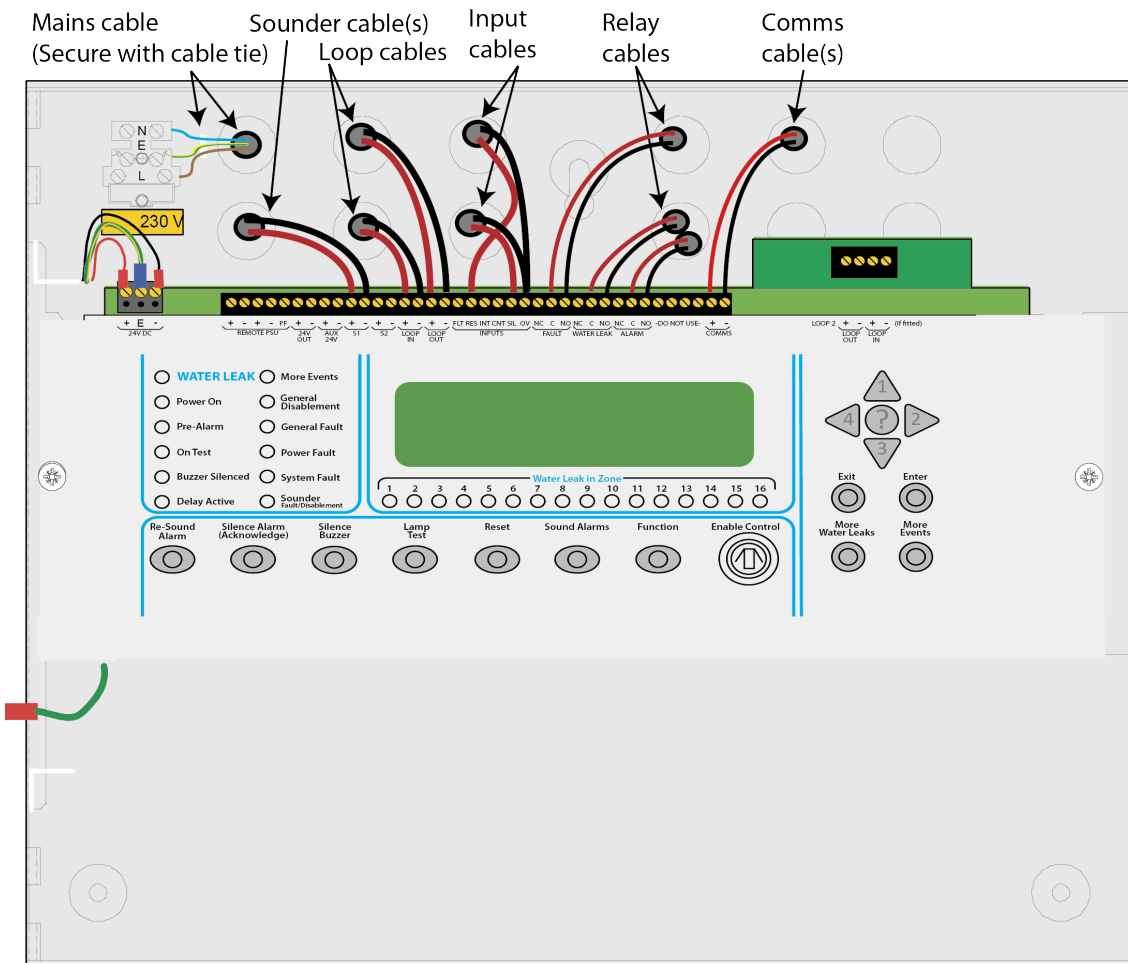 Mains cable
(Secure with cable tie)
Sounder cable(s)
Loop cables
Input
cables
Relay
cables
Comms
cable(s)
N
E
L
230 V
+ E -
24V DC
+ - + - PF
REMOTE PSU
+ -
24V
OUT
+ -
AUX
24V
+ -
S1
+ -
S2
+ -
LOOP
IN
+ -
LOOP
OUT
FLT RES INT CNT SIL OV
INPUTS
NC C NO
FAULT
NC C NO
WATER LEAK
NC C NO
ALARM
-DO NOT USE-
+ -
COMMS
LOOP 2
+ -
LOOP
OUT
+ -
LOOP
IN
(If fitted)
WATER LEAK
Power On
Pre-Alarm
On Test
Buzzer Silenced
Delay Active
More Events
General
Disablement
General Fault
Power Fault
System Fault
Sounder
Fault/Disablement
Water Leak in Zone
1 2 3 4 5 6 7 8 9 10 11 12 13 14 15 16
1
4 ? 2
3
Exit
Enter
More
Water Leaks
More
Events
Re-Sound
Alarm
Silence Alarm
(Acknowledge)
Silence
Buzzer
Lamp
Test
Reset
Sound Alarms
Function
Enable Control